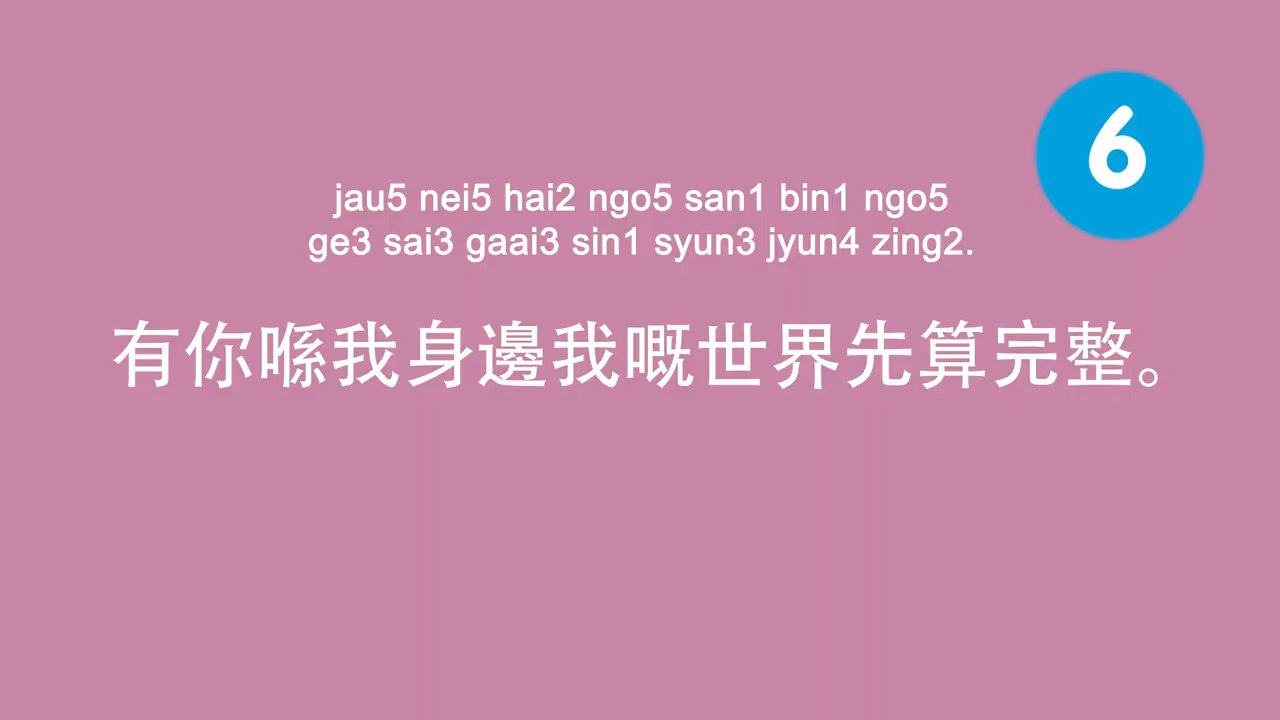 6
jau5 nei5 hai2 ngo5 san1 bin1 ngo5
ge3 sai3 gaai3 sin1 syun3 jyun4 zing2.
有你喺我身邊我嘅世界先算完整。